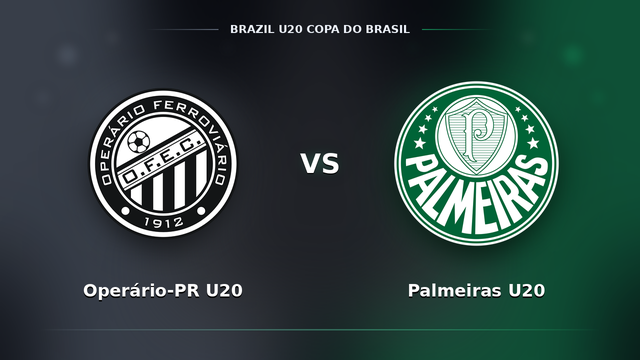 BRAZIL U20 COPA DO BRASIL
OPERÁRIO FERROVIÁRIO
O.F.E.C.
1912
VS
P
PALMEIRAS
Operário-PR U20
Palmeiras U20